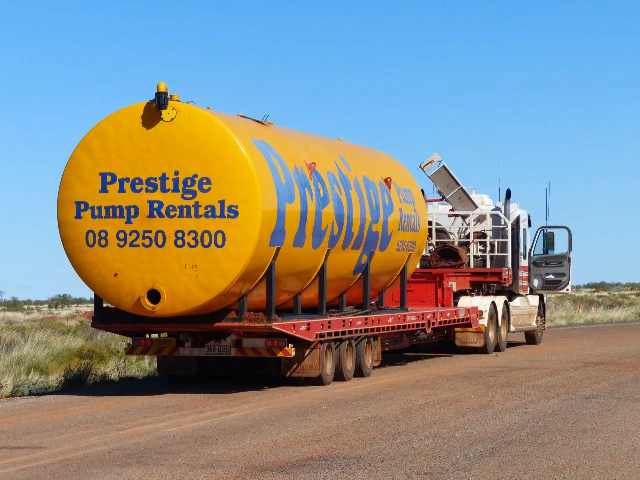 Prestige
Pump Rentals
08 9250 8300
Prestige
Pump
Rentals